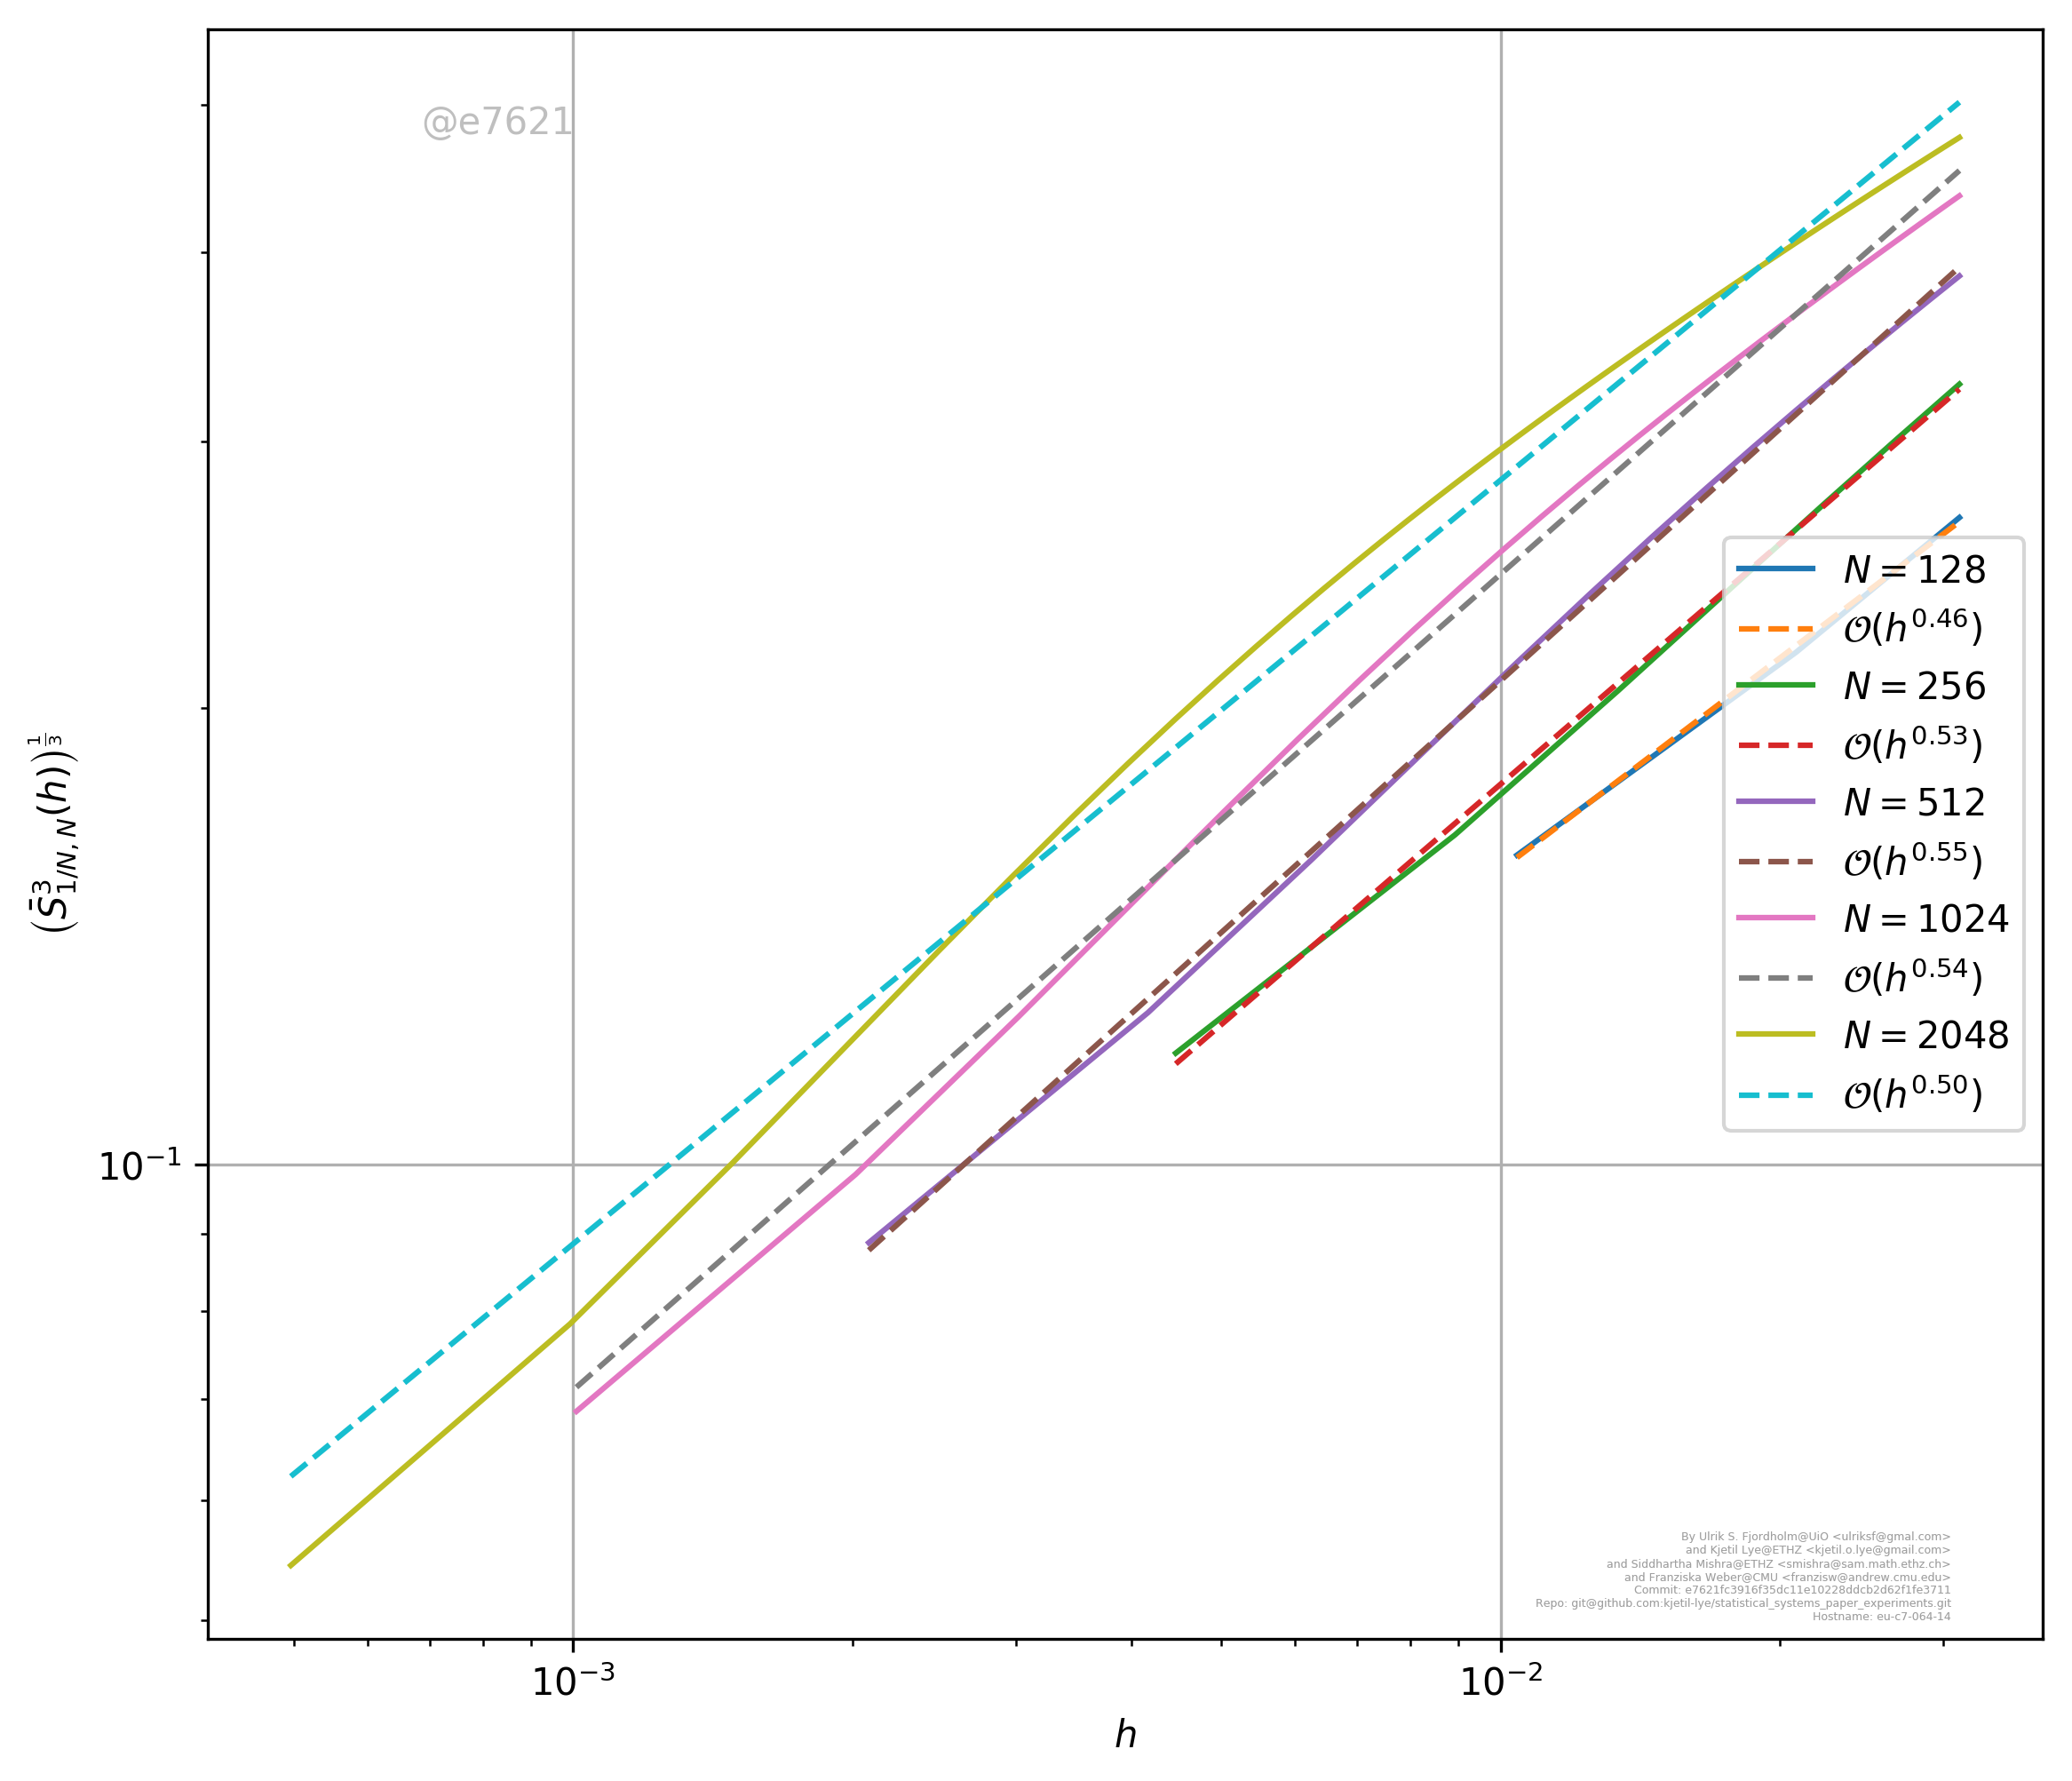 @e7621
(S̄³_{1/N, N}(h))^{1/3}
10⁻¹
N = 128
𝒪(h^{0.46})
N = 256
𝒪(h^{0.53})
N = 512
𝒪(h^{0.55})
N = 1024
𝒪(h^{0.54})
N = 2048
𝒪(h^{0.50})
By Ulrik S. Fjordholm@UiO <ulriksf@gmal.com>
and Kjetil Lye@ETHZ <kjetil.o.lye@gmail.com>
and Siddhartha Mishra@ETHZ <smishra@sam.math.ethz.ch>
and Franziska Weber@CMU <franzisw@andrew.cmu.edu>
Commit: e7621fc3916f35dc11e10228ddcb2d62f1fe3711
Repo: git@github.com:kjetil-lye/statistical_systems_paper_experiments.git
Hostname: eu-c7-064-14
10⁻³ 10⁻²
h